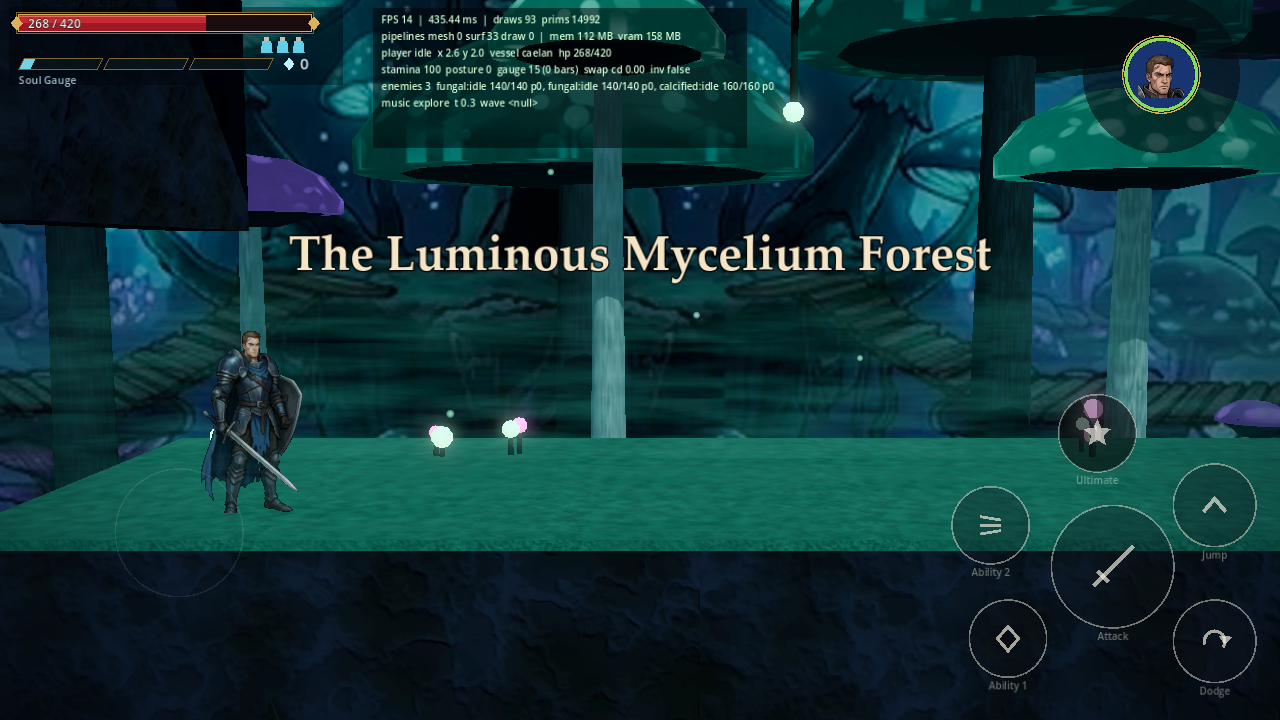 268 / 420
0
Soul Gauge
FPS 14 | 435.44 ms | draws 93 prims 14992
pipelines mesh 0 surf 33 draw 0 | mem 112 MB vram 158 MB
player idle x 2.6 y 2.0 vessel caelan hp 268/420
stamina 100 posture 0 gauge 15 (0 bars) swap cd 0.00 inv false
enemies 3 fungal:idle 140/140 p0, fungal:idle 140/140 p0, calcified:idle 160/160 p0
music explore t 0.3 wave <null>
The Luminous Mycelium Forest
Ultimate
Ability 2
Jump
Attack
Ability 1
Dodge